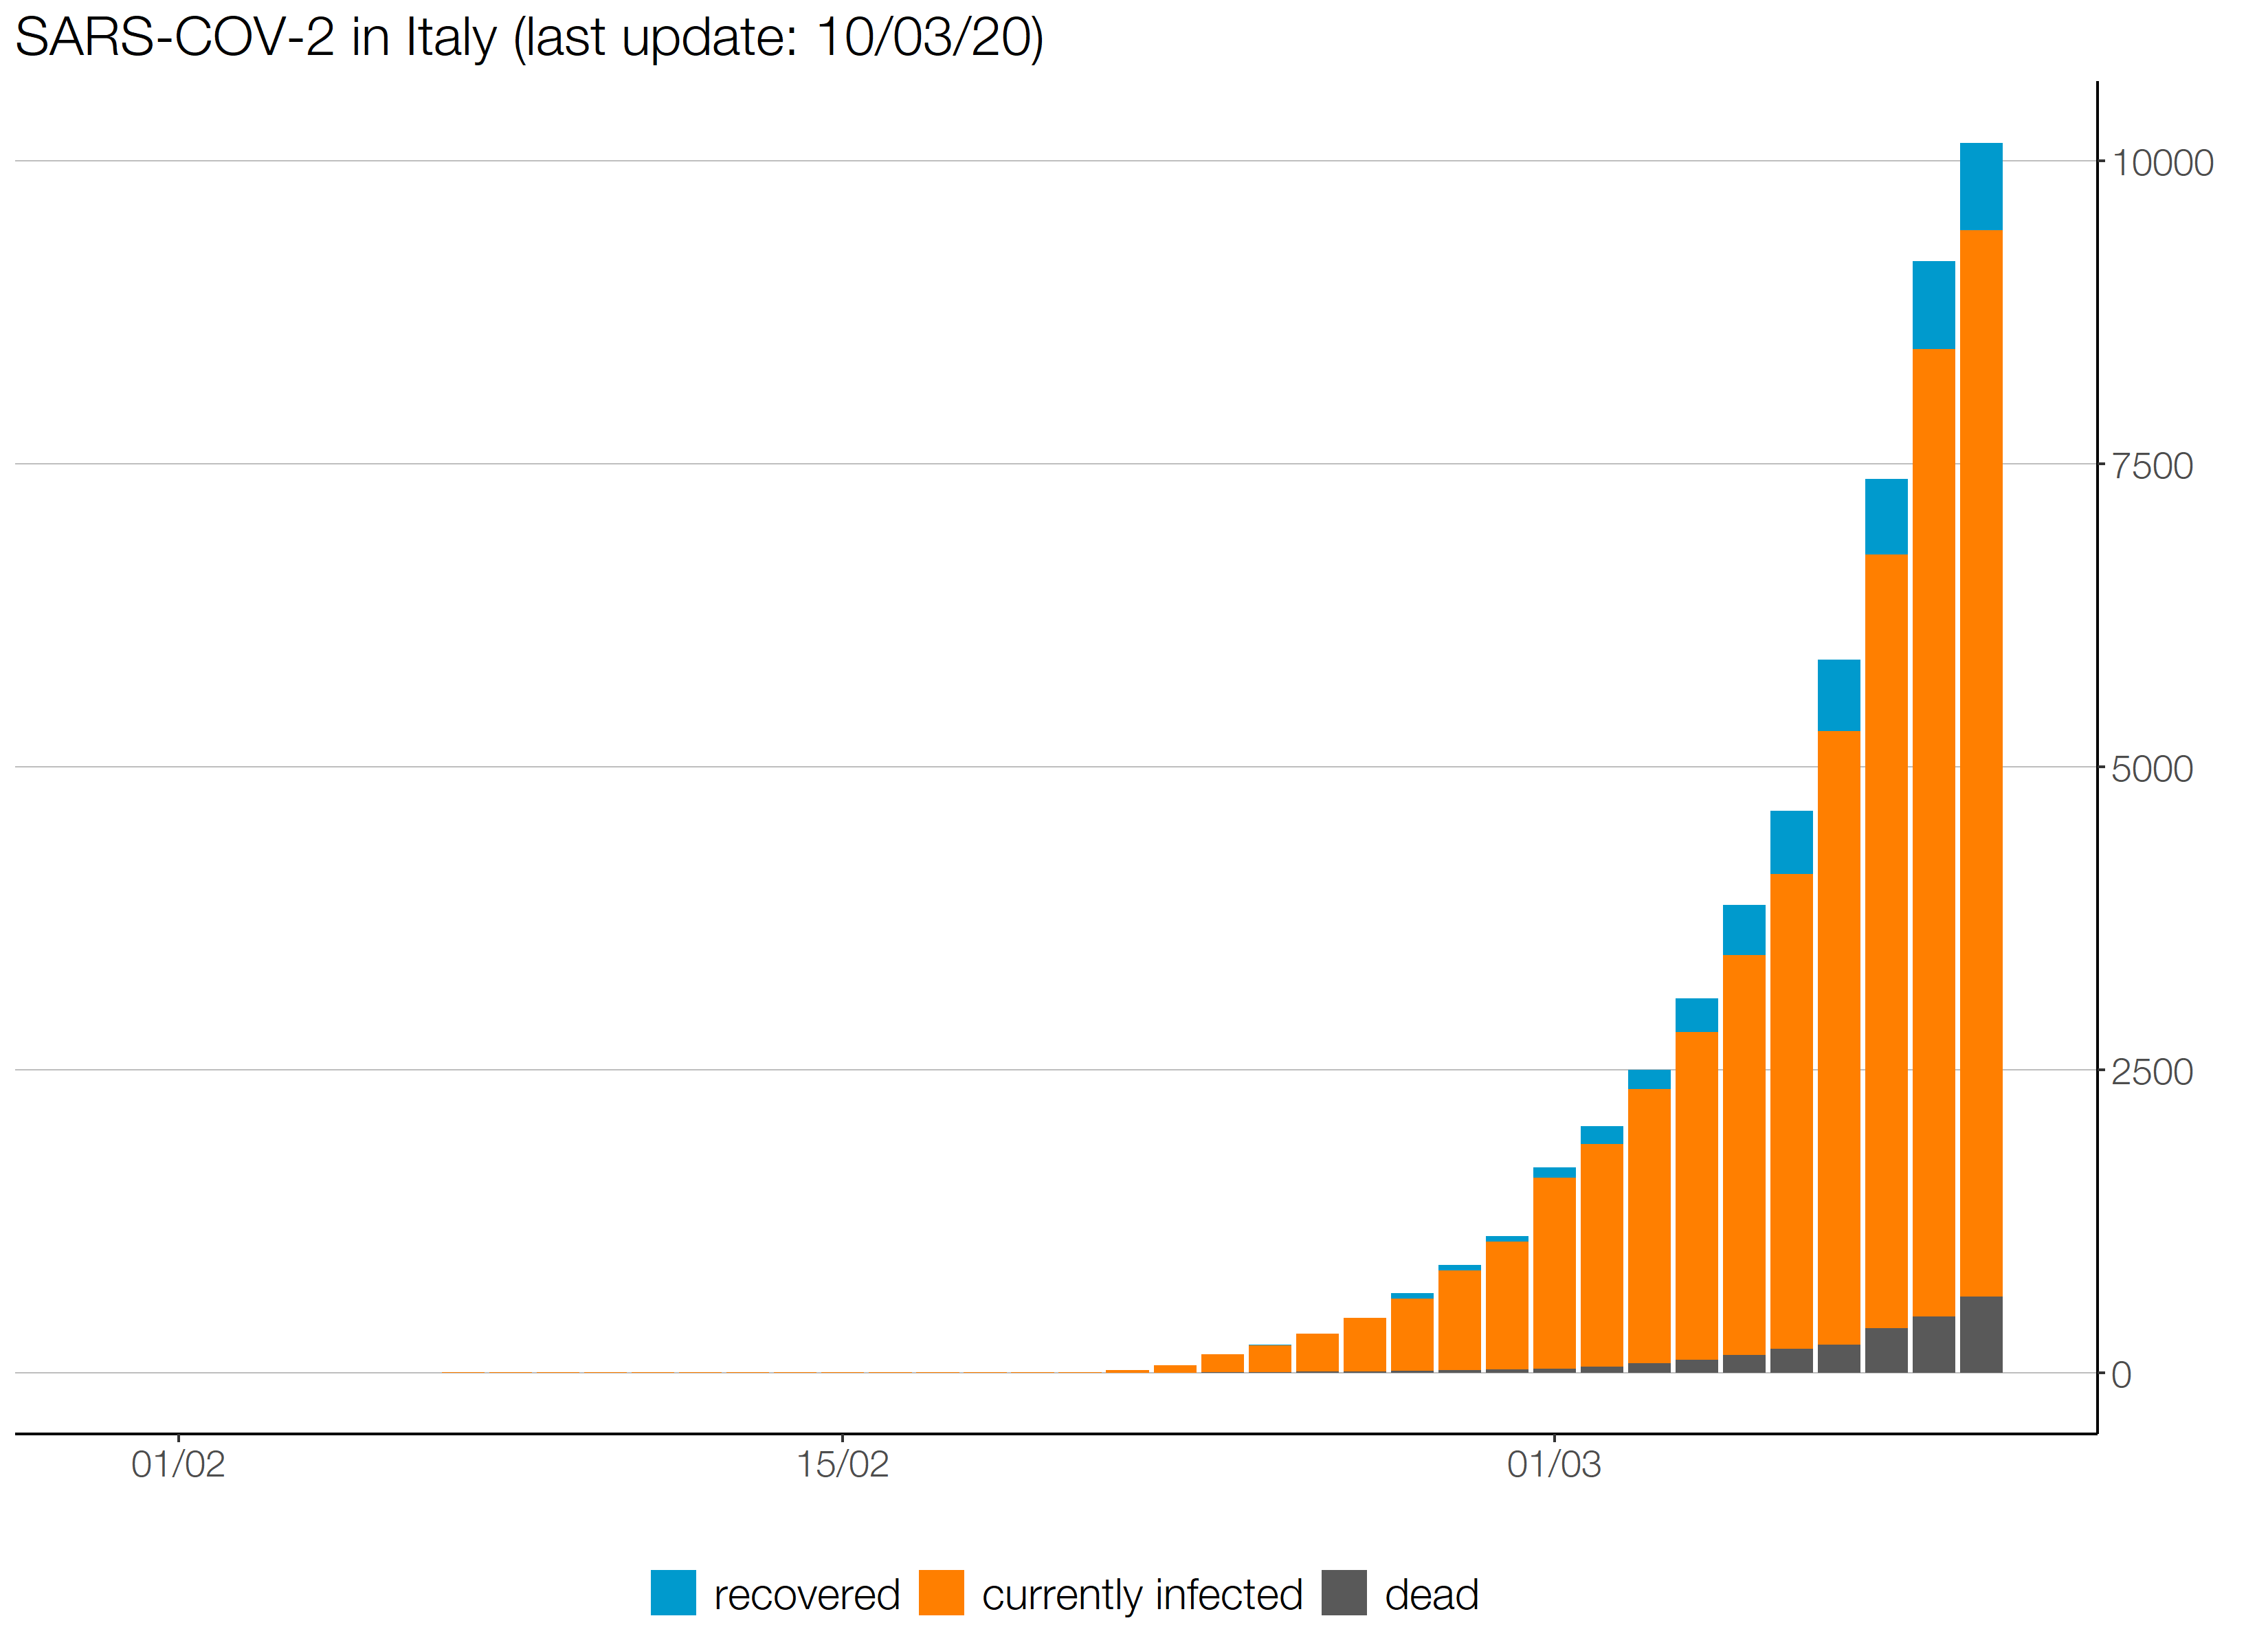 SARS-COV-2 in Italy (last update: 10/03/20)
10000
7500
5000
2500
0
01/02 15/02 01/03
recovered currently infected dead